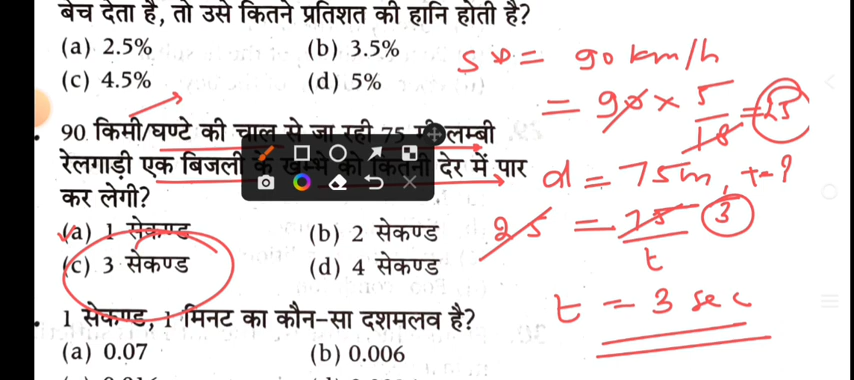 बेच देता है, तो उसे कितने प्रतिशत की हानि होती है?
(a) 2.5% (b) 3.5%
(c) 4.5% (d) 5%
90 किमी/घण्टे की चाल से जा रही 75 लम्बी
रेलगाड़ी एक बिजली के खम्भे को कितनी देर में पार
कर लेगी?
(a) 1 सेकण्ड (b) 2 सेकण्ड
(c) 3 सेकण्ड (d) 4 सेकण्ड
1 सेकण्ड, 1 मिनट का कौन-सा दशमलव है?
(a) 0.07 (b) 0.006
SP = 90 km/h
= 90 × 5/18 = 25
d = 75m, t=?
25 = 75/t 3
t = 3 sec